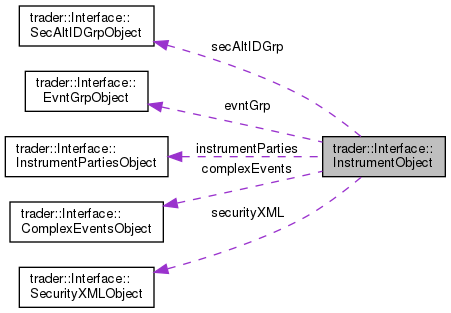 trader::Interface::
SecAltIDGrpObject
secAltIDGrp
trader::Interface::
EvntGrpObject
evntGrp
trader::Interface::
InstrumentPartiesObject
instrumentParties
trader::Interface::
InstrumentObject
complexEvents
trader::Interface::
ComplexEventsObject
securityXML
trader::Interface::
SecurityXMLObject